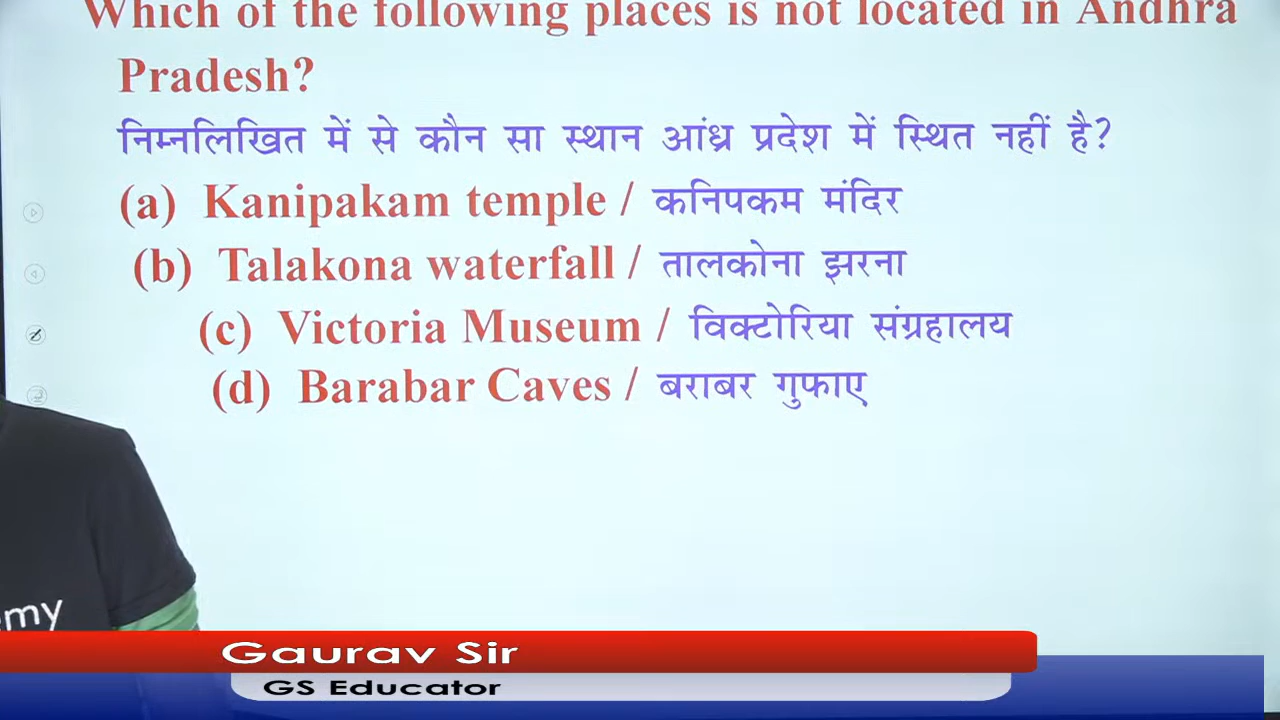 Which of the following places is not located in Andhra
Pradesh?
निम्नलिखित में से कौन सा स्थान आंध्र प्रदेश में स्थित नहीं है?
(a) Kanipakam temple / कनिपकम मंदिर
(b) Talakona waterfall / तालकोना झरना
(c) Victoria Museum / विक्टोरिया संग्रहालय
(d) Barabar Caves / बराबर गुफाए
emy
Gaurav Sir
GS Educator